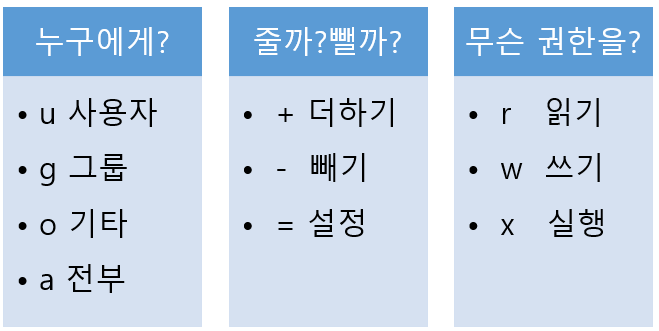 누구에게?
• u 사용자
• g 그룹
• o 기타
• a 전부
줄까?뺄까?
• + 더하기
• - 빼기
• = 설정
무슨 권한을?
• r 읽기
• w 쓰기
• x 실행